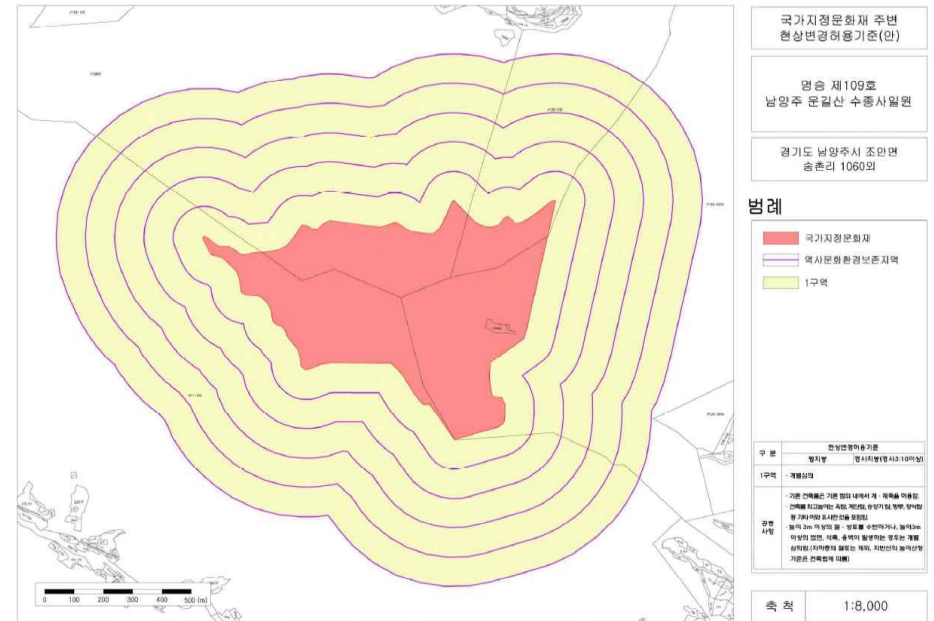 국가지정문화재 주변
현상변경허용기준(안)
명승 제109호
남양주 운길산 수종사일원
경기도 남양주시 조안면
송촌리 1060외
범례
국가지정문화재
역사문화환경보존지역
1구역
구 분
현상변경허용기준
평지붕
경사지붕(경사3:10이상)
1구역
· 개별심의
공통
사항
· 기존 건축물은 기존 범위 내에서 개 · 재축을 허용함.
· 건축물 최고높이는 옥탑, 계단탑, 승강기탑, 망루, 장식탑
등 기타 이와 유사한 것을 포함함.
· 높이 3m 이상의 절 · 성토를 수반하거나, 높이3m
이상의 법면, 석축, 옹벽이 발생하는 경우는 개별
심의함.(지하층의 절토는 제외, 지반선의 높이산정
기준은 건축법에 따름)
축 척
1:8,000
0 100 200 300 400 500 (m)